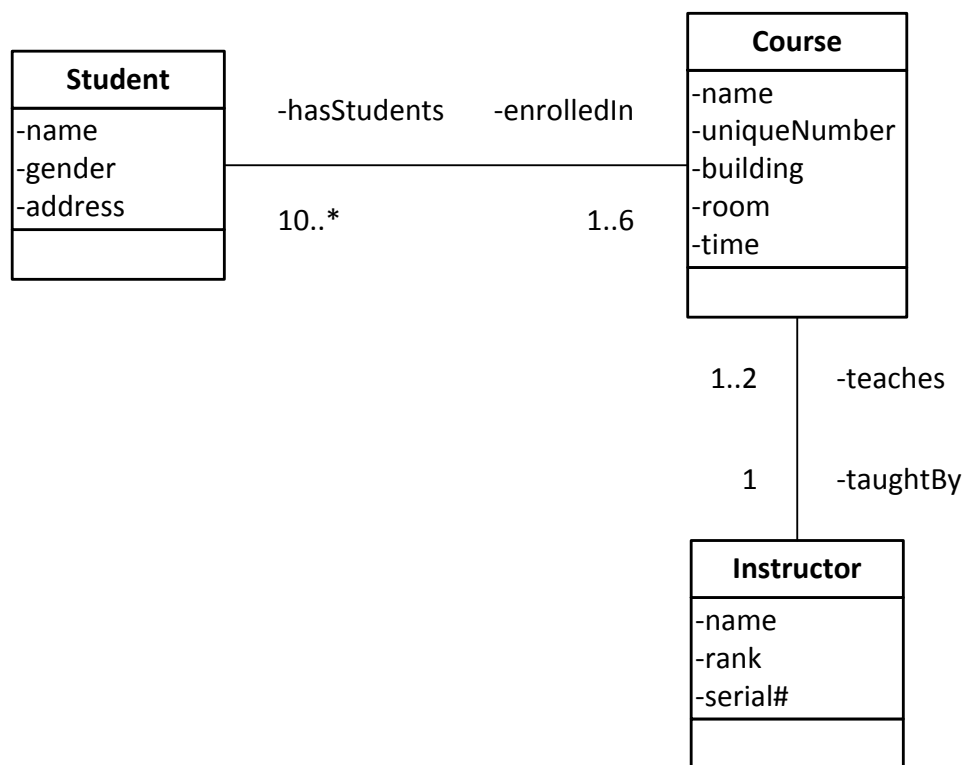 Student
-name
-gender
-address
-hasStudents
-enrolledIn
10..*
1..6
Course
-name
-uniqueNumber
-building
-room
-time
1..2
-teaches
1
-taughtBy
Instructor
-name
-rank
-serial#